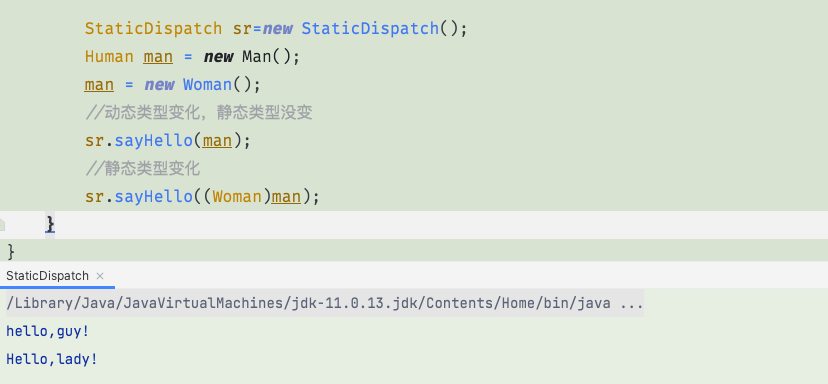 StaticDispatch sr=new StaticDispatch();
Human man = new Man();
man = new Woman();
//动态类型变化，静态类型没变
sr.sayHello(man);
//静态类型变化
sr.sayHello((Woman)man);
}
}
StaticDispatch ×
/Library/Java/JavaVirtualMachines/jdk-11.0.13.jdk/Contents/Home/bin/java ...
hello,guy!
Hello,lady!